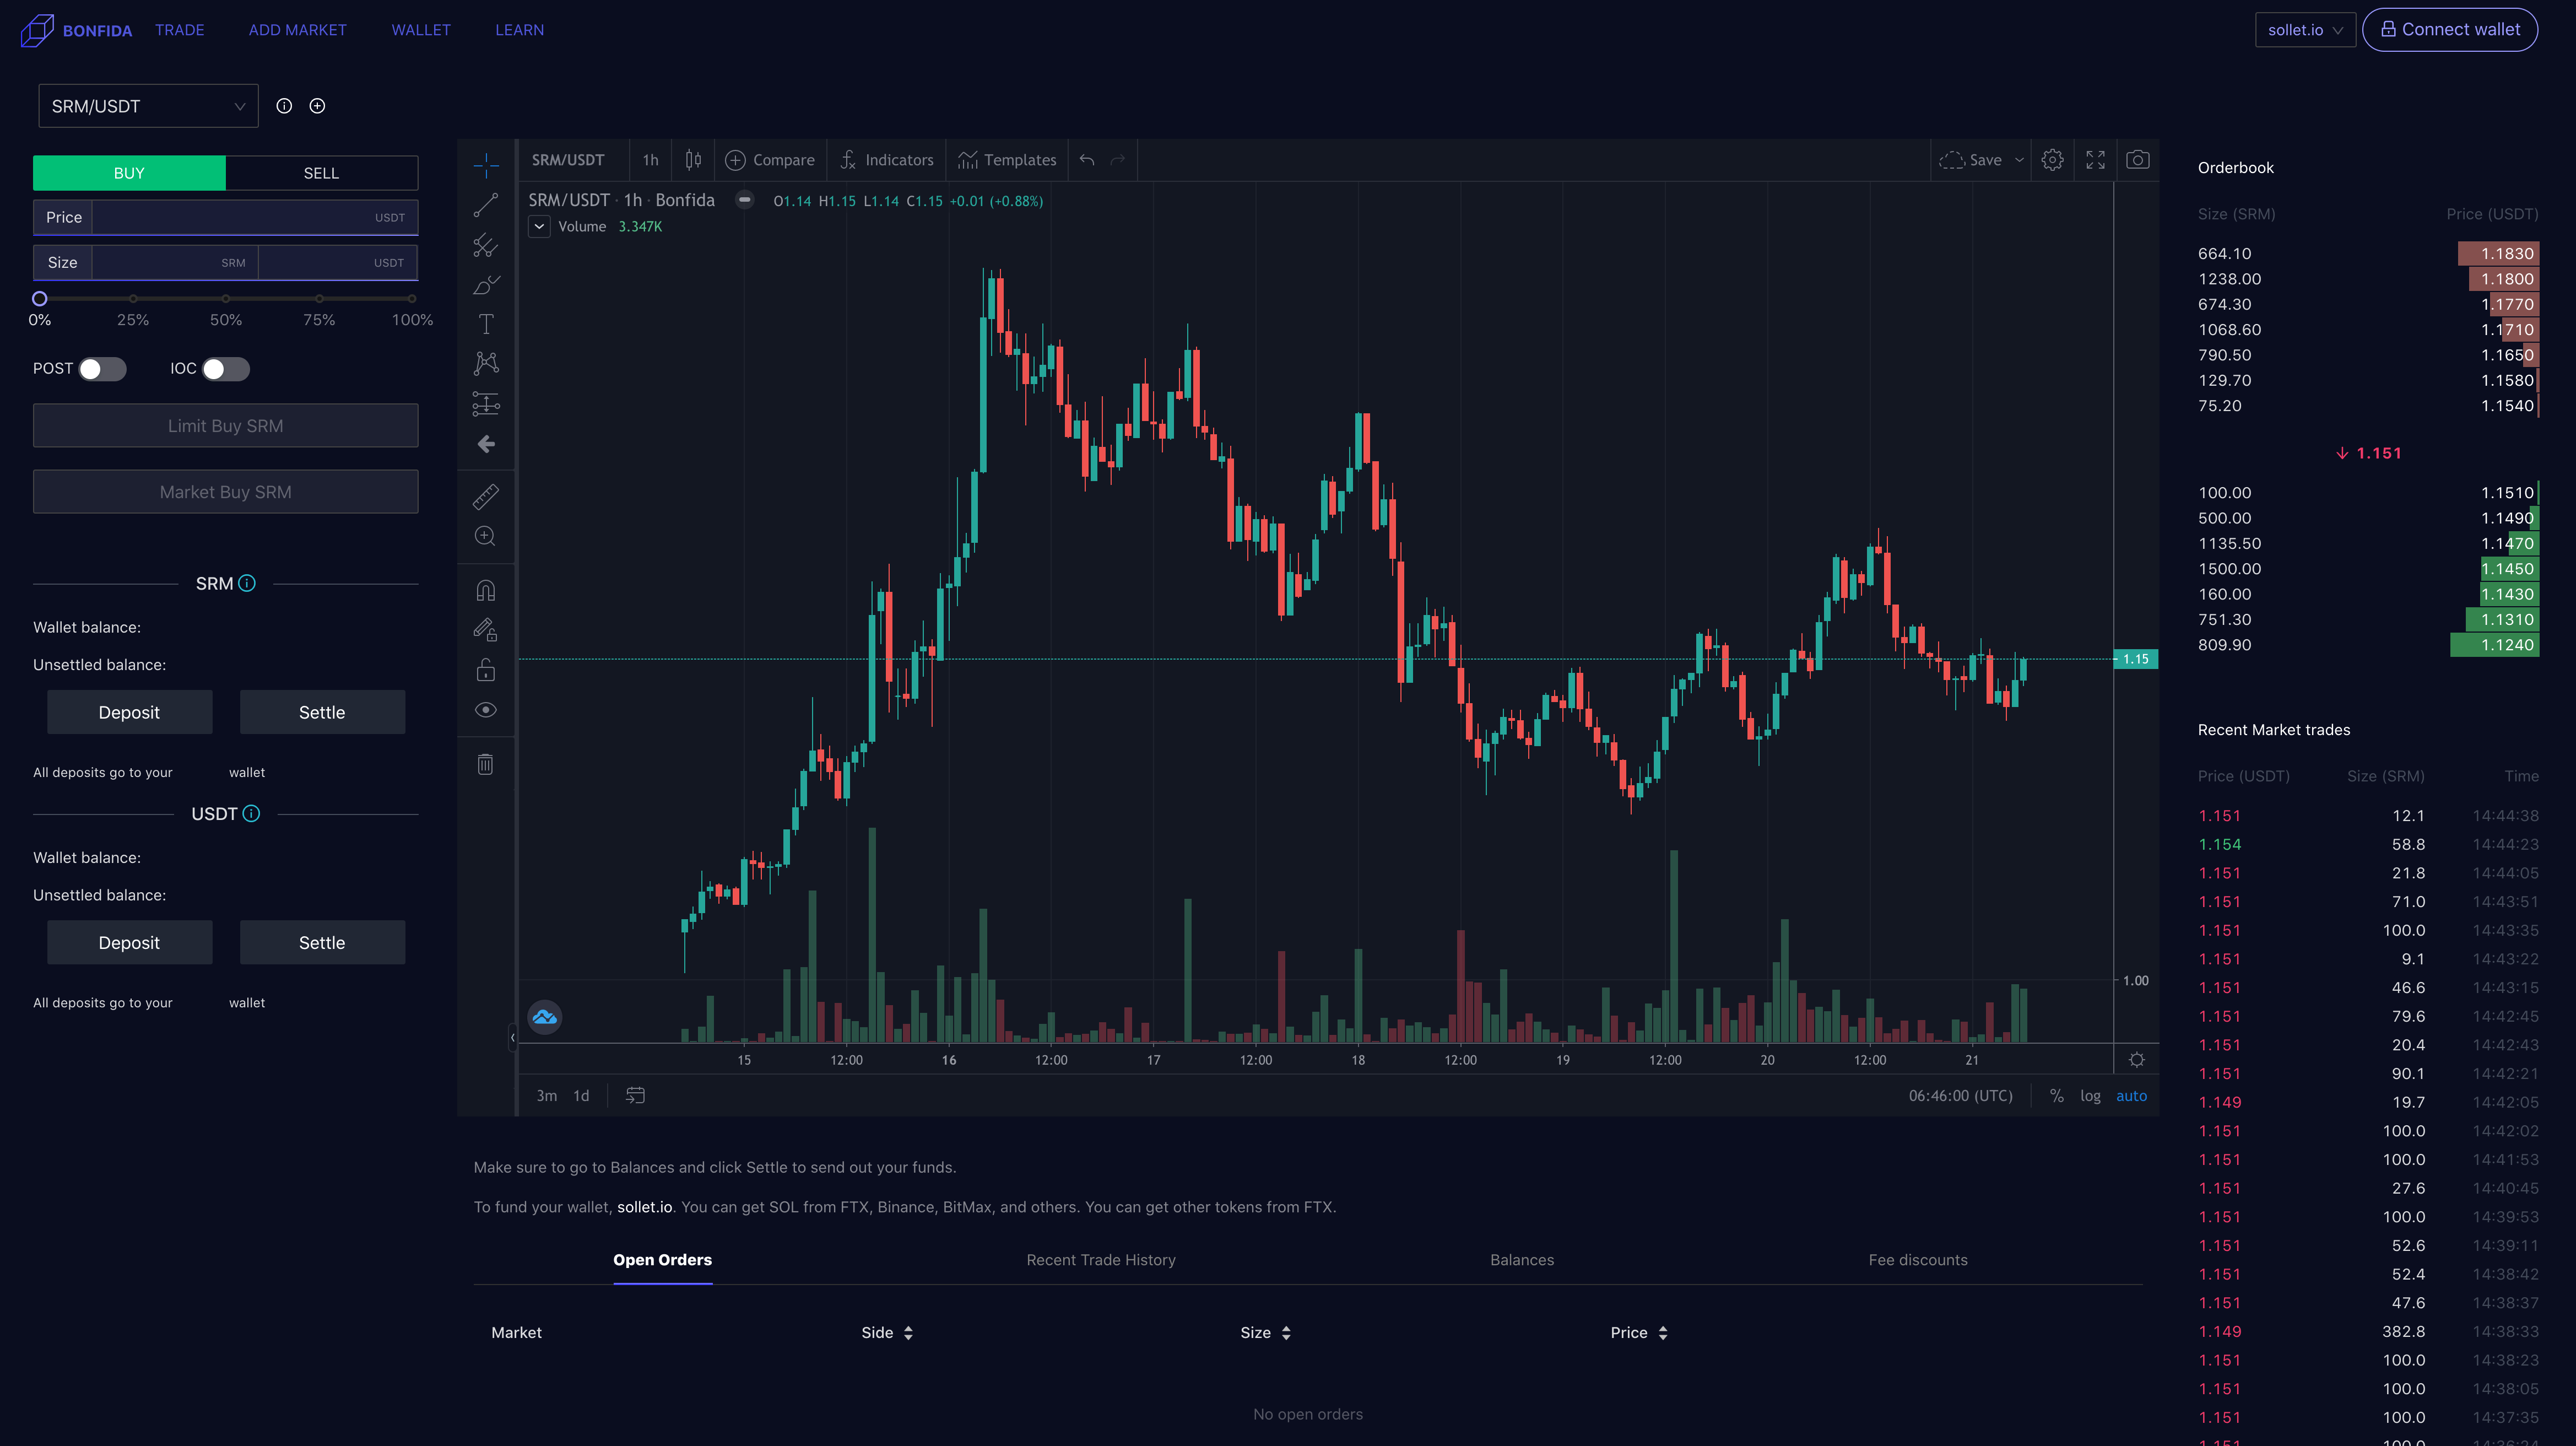 BONFIDA TRADE ADD MARKET WALLET LEARN sollet.io Connect wallet
SRM/USDT
BUY SELL
Price USDT
Size SRM USDT
0% 25% 50% 75% 100%
POST IOC
Limit Buy SRM
Market Buy SRM
SRM
Wallet balance:
Unsettled balance:
Deposit Settle
All deposits go to your wallet
USDT
Wallet balance:
Unsettled balance:
Deposit Settle
All deposits go to your wallet
SRM/USDT 1h Compare Indicators Templates Save
SRM/USDT · 1h · Bonfida O1.14 H1.15 L1.14 C1.15 +0.01 (+0.88%)
Volume 3.347K
1.15
1.00
15 12:00 16 12:00 17 12:00 18 12:00 19 12:00 20 12:00 21
3m 1d 06:46:00 (UTC) % log auto
Make sure to go to Balances and click Settle to send out your funds.
To fund your wallet, sollet.io. You can get SOL from FTX, Binance, BitMax, and others. You can get other tokens from FTX.
Open Orders Recent Trade History Balances Fee discounts
Market Side Size Price
No open orders
Orderbook
Size (SRM) Price (USDT)
664.10 1.1830
1238.00 1.1800
674.30 1.1770
1068.60 1.1710
790.50 1.1650
129.70 1.1580
75.20 1.1540
1.151
100.00 1.1510
500.00 1.1490
1135.50 1.1470
1500.00 1.1450
160.00 1.1430
751.30 1.1310
809.90 1.1240
Recent Market trades
Price (USDT) Size (SRM) Time
1.151 12.1 14:44:38
1.154 58.8 14:44:23
1.151 21.8 14:44:05
1.151 71.0 14:43:51
1.151 100.0 14:43:35
1.151 9.1 14:43:22
1.151 46.6 14:43:15
1.151 79.6 14:42:45
1.151 20.4 14:42:43
1.151 90.1 14:42:21
1.149 19.7 14:42:05
1.151 100.0 14:42:02
1.151 100.0 14:41:53
1.151 27.6 14:40:45
1.151 100.0 14:39:53
1.151 52.6 14:39:11
1.151 52.4 14:38:42
1.151 47.6 14:38:37
1.149 382.8 14:38:33
1.151 100.0 14:38:23
1.151 100.0 14:38:05
1.151 100.0 14:37:35